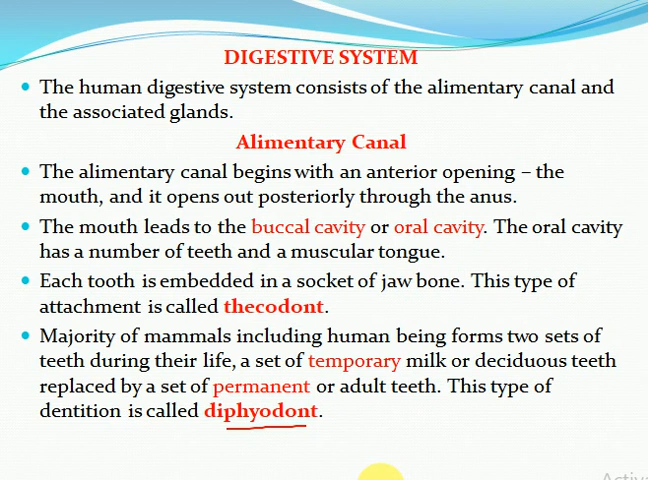 DIGESTIVE SYSTEM
The human digestive system consists of the alimentary canal and
the associated glands.
Alimentary Canal
The alimentary canal begins with an anterior opening – the
mouth, and it opens out posteriorly through the anus.
The mouth leads to the buccal cavity or oral cavity. The oral cavity
has a number of teeth and a muscular tongue.
Each tooth is embedded in a socket of jaw bone. This type of
attachment is called thecodont.
Majority of mammals including human being forms two sets of
teeth during their life, a set of temporary milk or deciduous teeth
replaced by a set of permanent or adult teeth. This type of
dentition is called diphyodont.